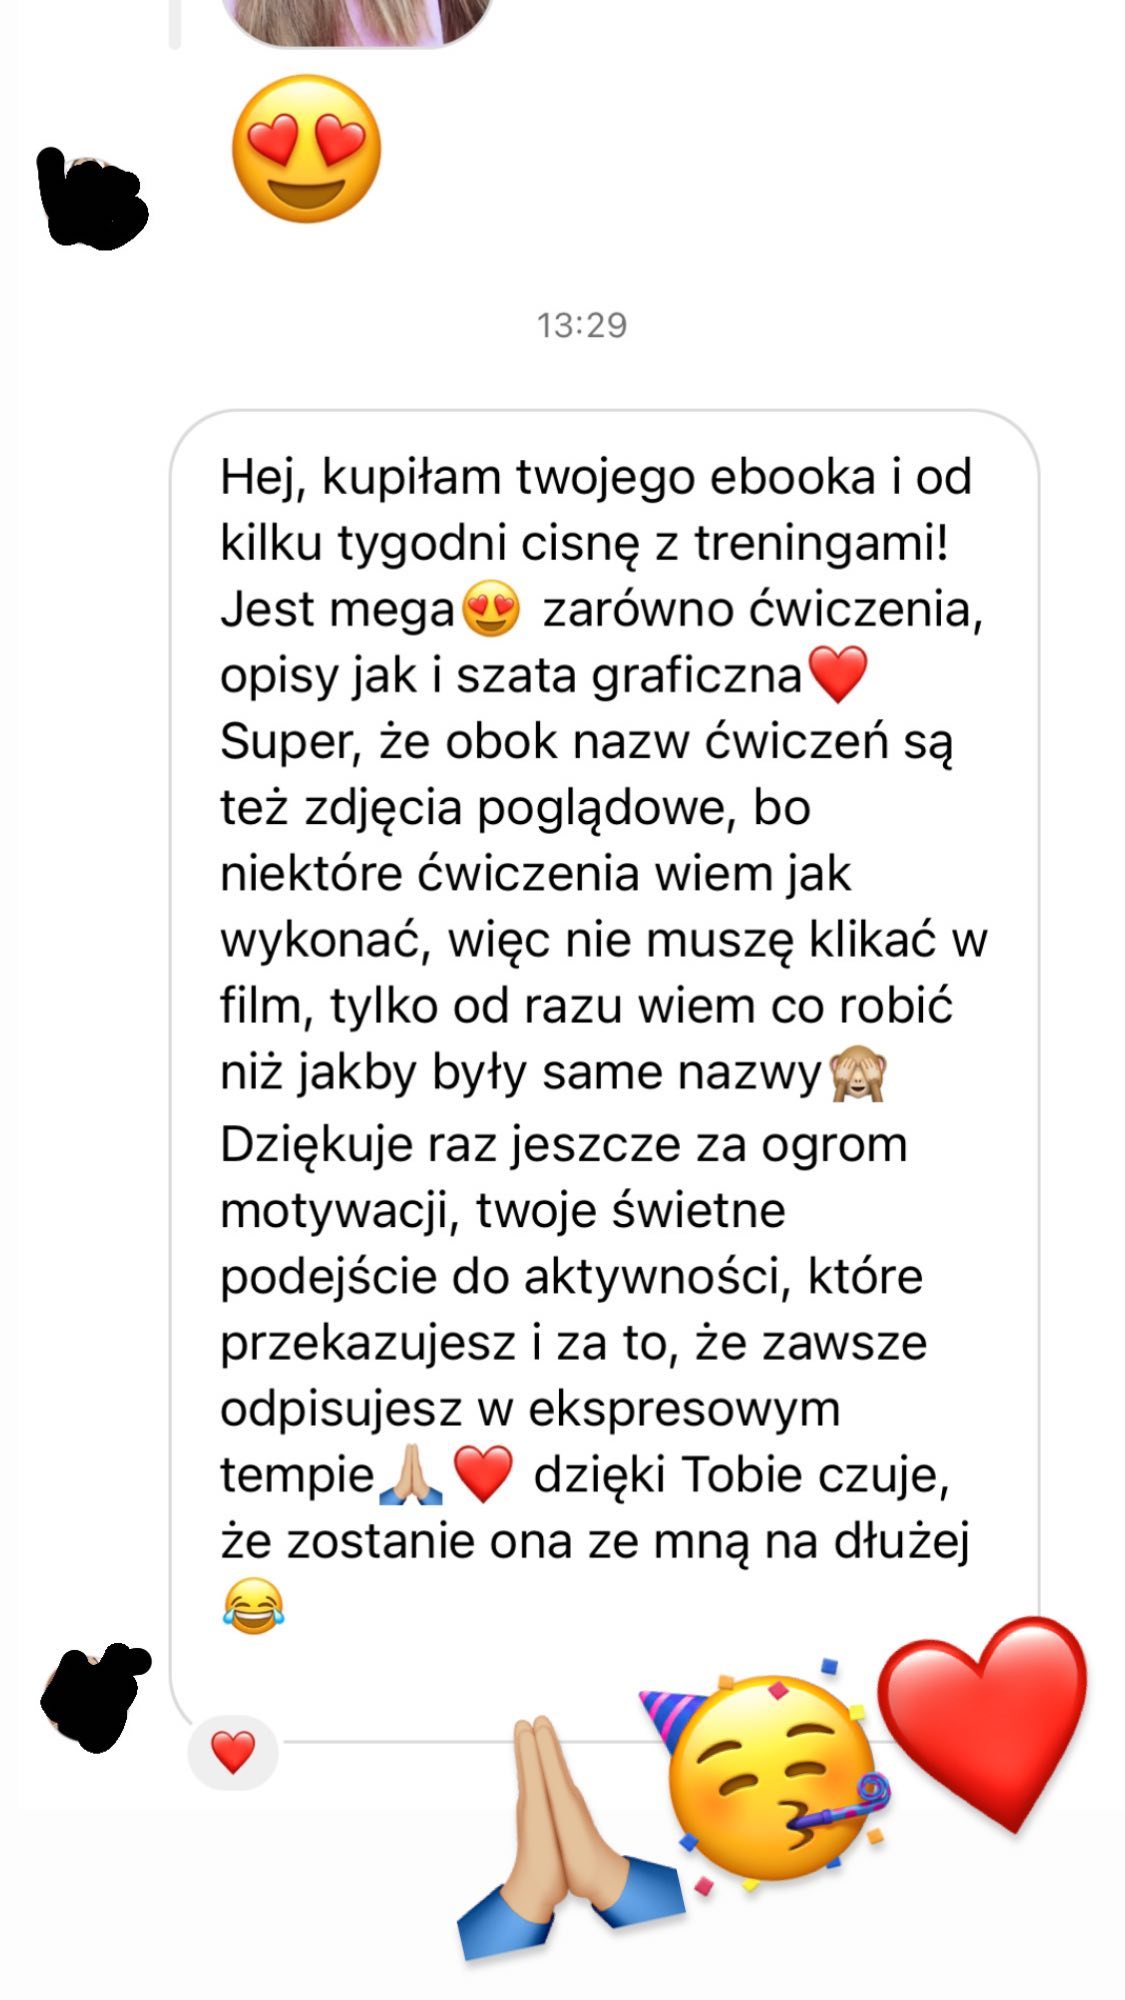 13:29
Hej, kupiłam twojego ebooka i od
kilku tygodni cisnę z treningami!
Jest mega😍 zarówno ćwiczenia,
opisy jak i szata graficzna❤️
Super, że obok nazw ćwiczeń są
też zdjęcia poglądowe, bo
niektóre ćwiczenia wiem jak
wykonać, więc nie muszę klikać w
film, tylko od razu wiem co robić
niż jakby były same nazwy🙈
Dziękuje raz jeszcze za ogrom
motywacji, twoje świetne
podejście do aktywności, które
przekazujesz i za to, że zawsze
odpisujesz w ekspresowym
tempie🙏🏼❤️ dzięki Tobie czuje,
że zostanie ona ze mną na dłużej
😂